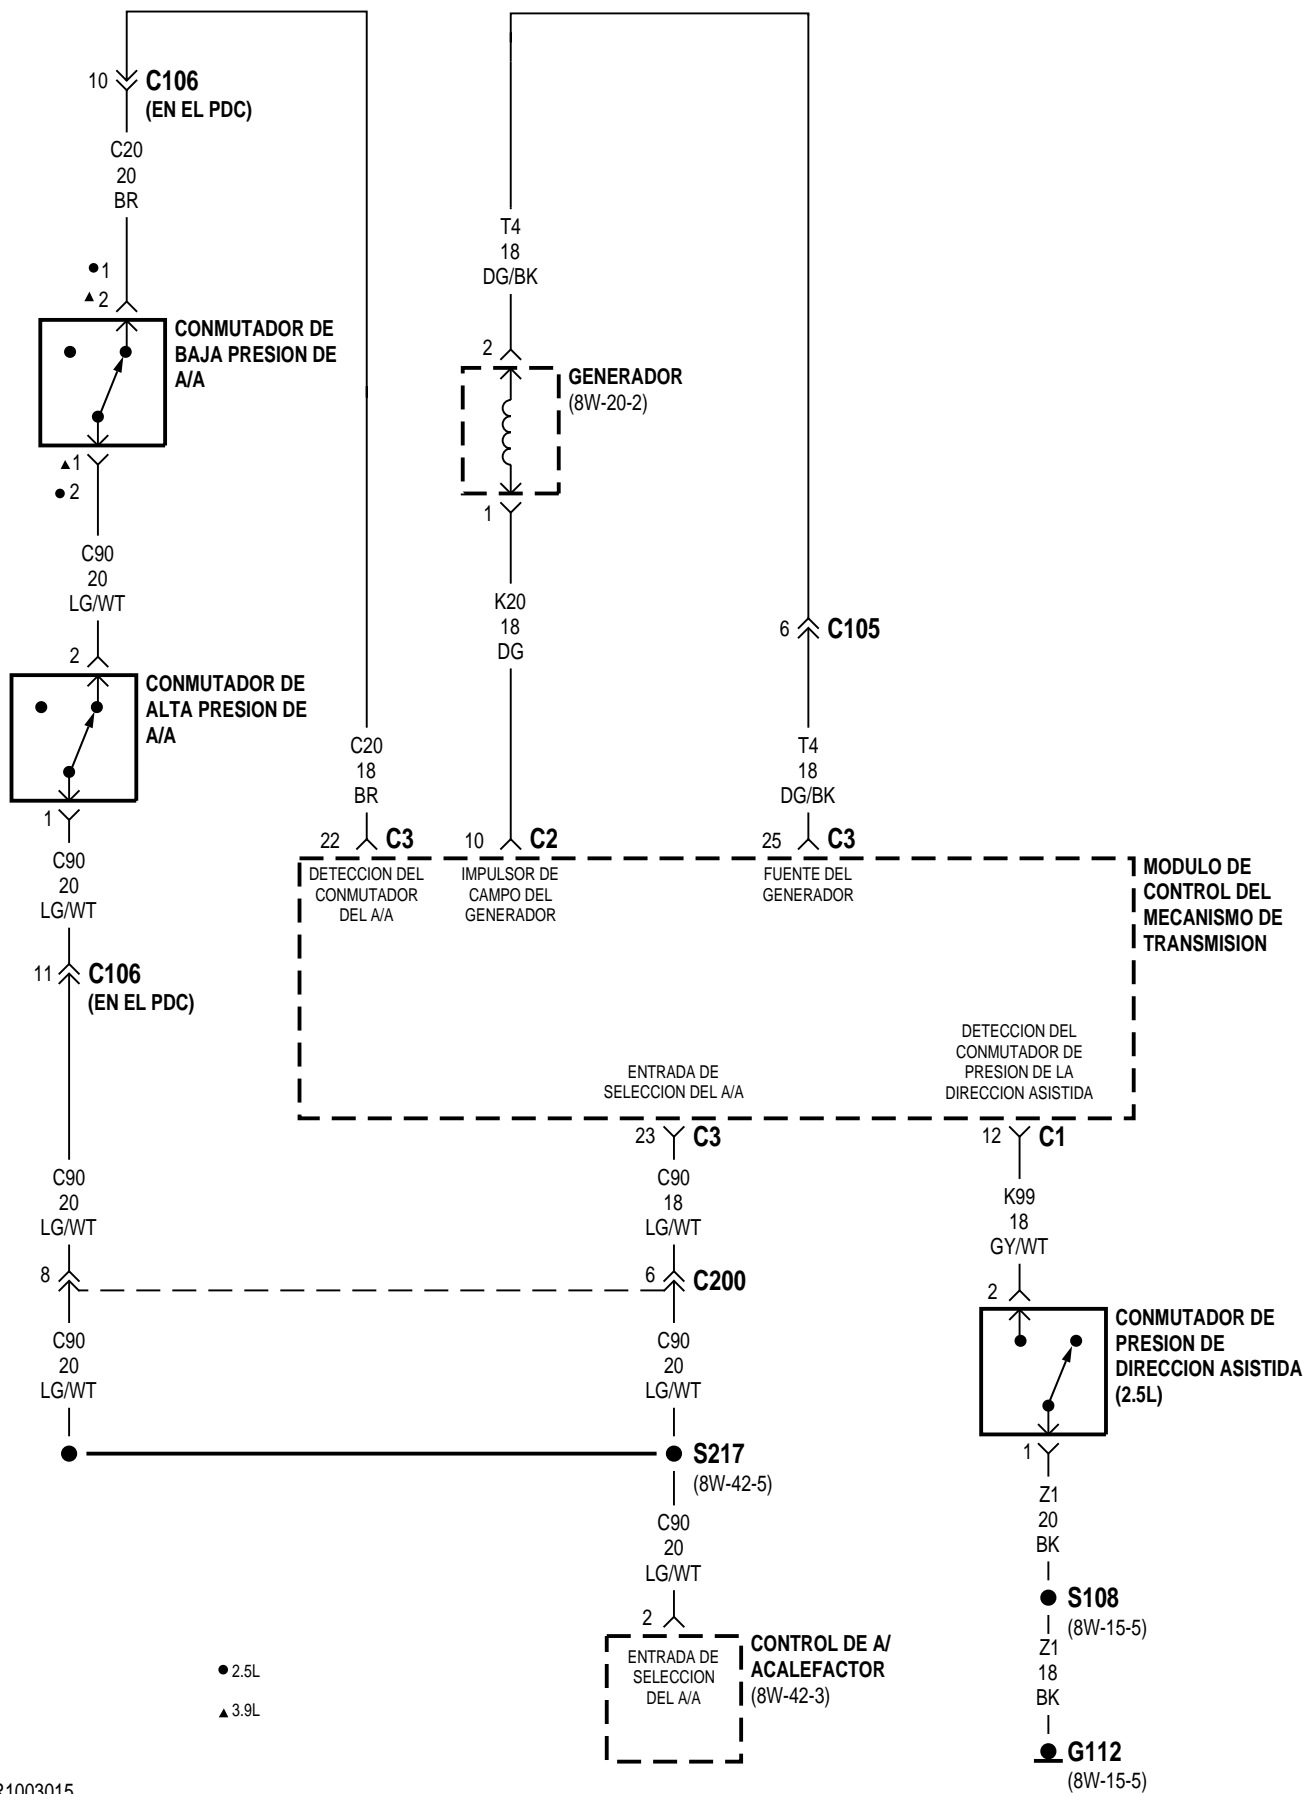 10 C106
(EN EL PDC)
C20
20
BR
● 1
▲ 2
CONMUTADOR DE
BAJA PRESION DE
A/A
▲ 1
● 2
C90
20
LG/WT
2
CONMUTADOR DE
ALTA PRESION DE
A/A
1
C90
20
LG/WT
11 C106
(EN EL PDC)
C90
20
LG/WT
8
C90
20
LG/WT
T4
18
DG/BK
2
GENERADOR
(8W-20-2)
1
K20
18
DG
6 C105
C20
18
BR
T4
18
DG/BK
22 C3
10 C2
25 C3
DETECCION DEL
CONMUTADOR
DEL A/A
IMPULSOR DE
CAMPO DEL
GENERADOR
FUENTE DEL
GENERADOR
MODULO DE
CONTROL DEL
MECANISMO DE
TRANSMISION
ENTRADA DE
SELECCION DEL A/A
DETECCION DEL
CONMUTADOR DE
PRESION DE LA
DIRECCION ASISTIDA
23 C3
C90
18
LG/WT
6 C200
C90
20
LG/WT
S217
(8W-42-5)
C90
20
LG/WT
2
ENTRADA DE
SELECCION
DEL A/A
CONTROL DE A/
ACALEFACTOR
(8W-42-3)
12 C1
K99
18
GY/WT
2
CONMUTADOR DE
PRESION DE
DIRECCION ASISTIDA
(2.5L)
1
Z1
20
BK
S108
(8W-15-5)
Z1
18
BK
G112
(8W-15-5)
● 2.5L
▲ 3.9L
1003015